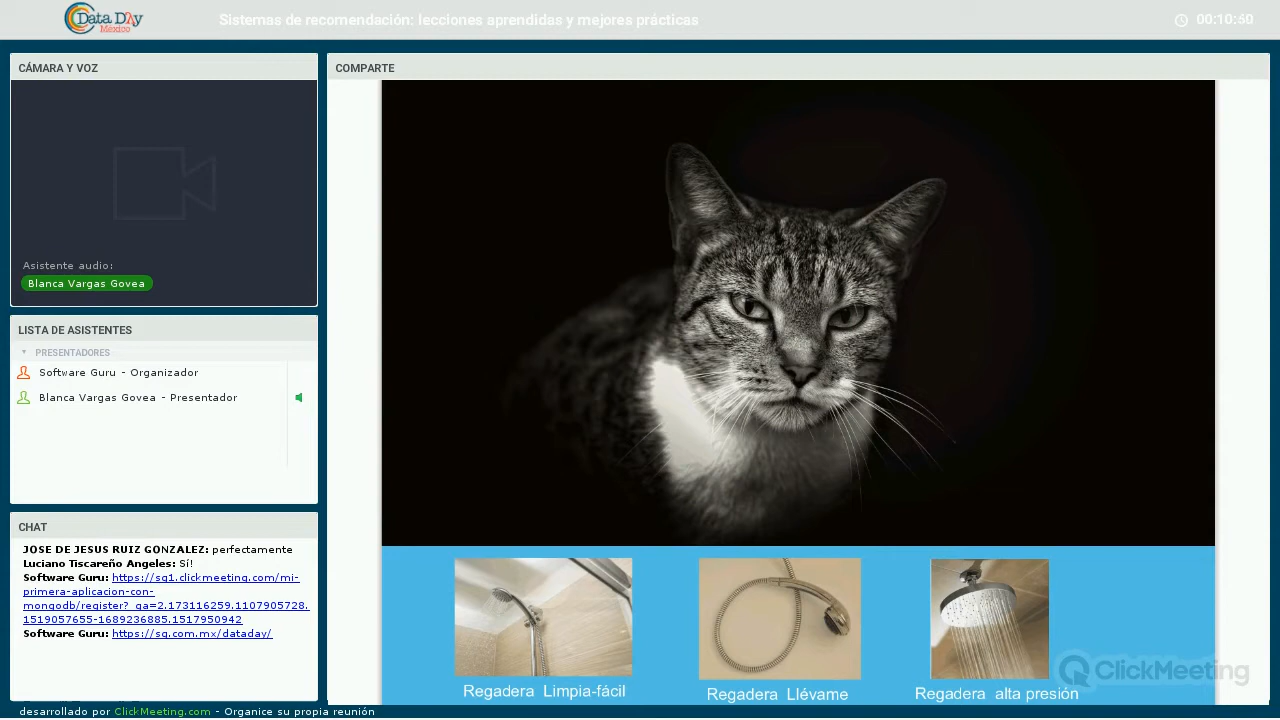 Data Day
México
Sistemas de recomendación: lecciones aprendidas y mejores prácticas
00:10:50
CÁMARA Y VOZ
Asistente audio:
Blanca Vargas Govea
LISTA DE ASISTENTES
PRESENTADORES
Software Guru - Organizador
Blanca Vargas Govea - Presentador
CHAT
JOSE DE JESUS RUIZ GONZALEZ: perfectamente
Luciano Tiscareño Angeles: Sí!
Software Guru: https://sg1.clickmeeting.com/mi-
primera-aplicacion-con-
mongodb/register?_ga=2.173116259.1107905728.
1519057655-1689236885.1517950942
Software Guru: https://sg.com.mx/dataday/
COMPARTE
Regadera Limpia-fácil
Regadera Llévame
Regadera alta presión
ClickMeeting
desarrollado por ClickMeeting.com - Organice su propia reunión